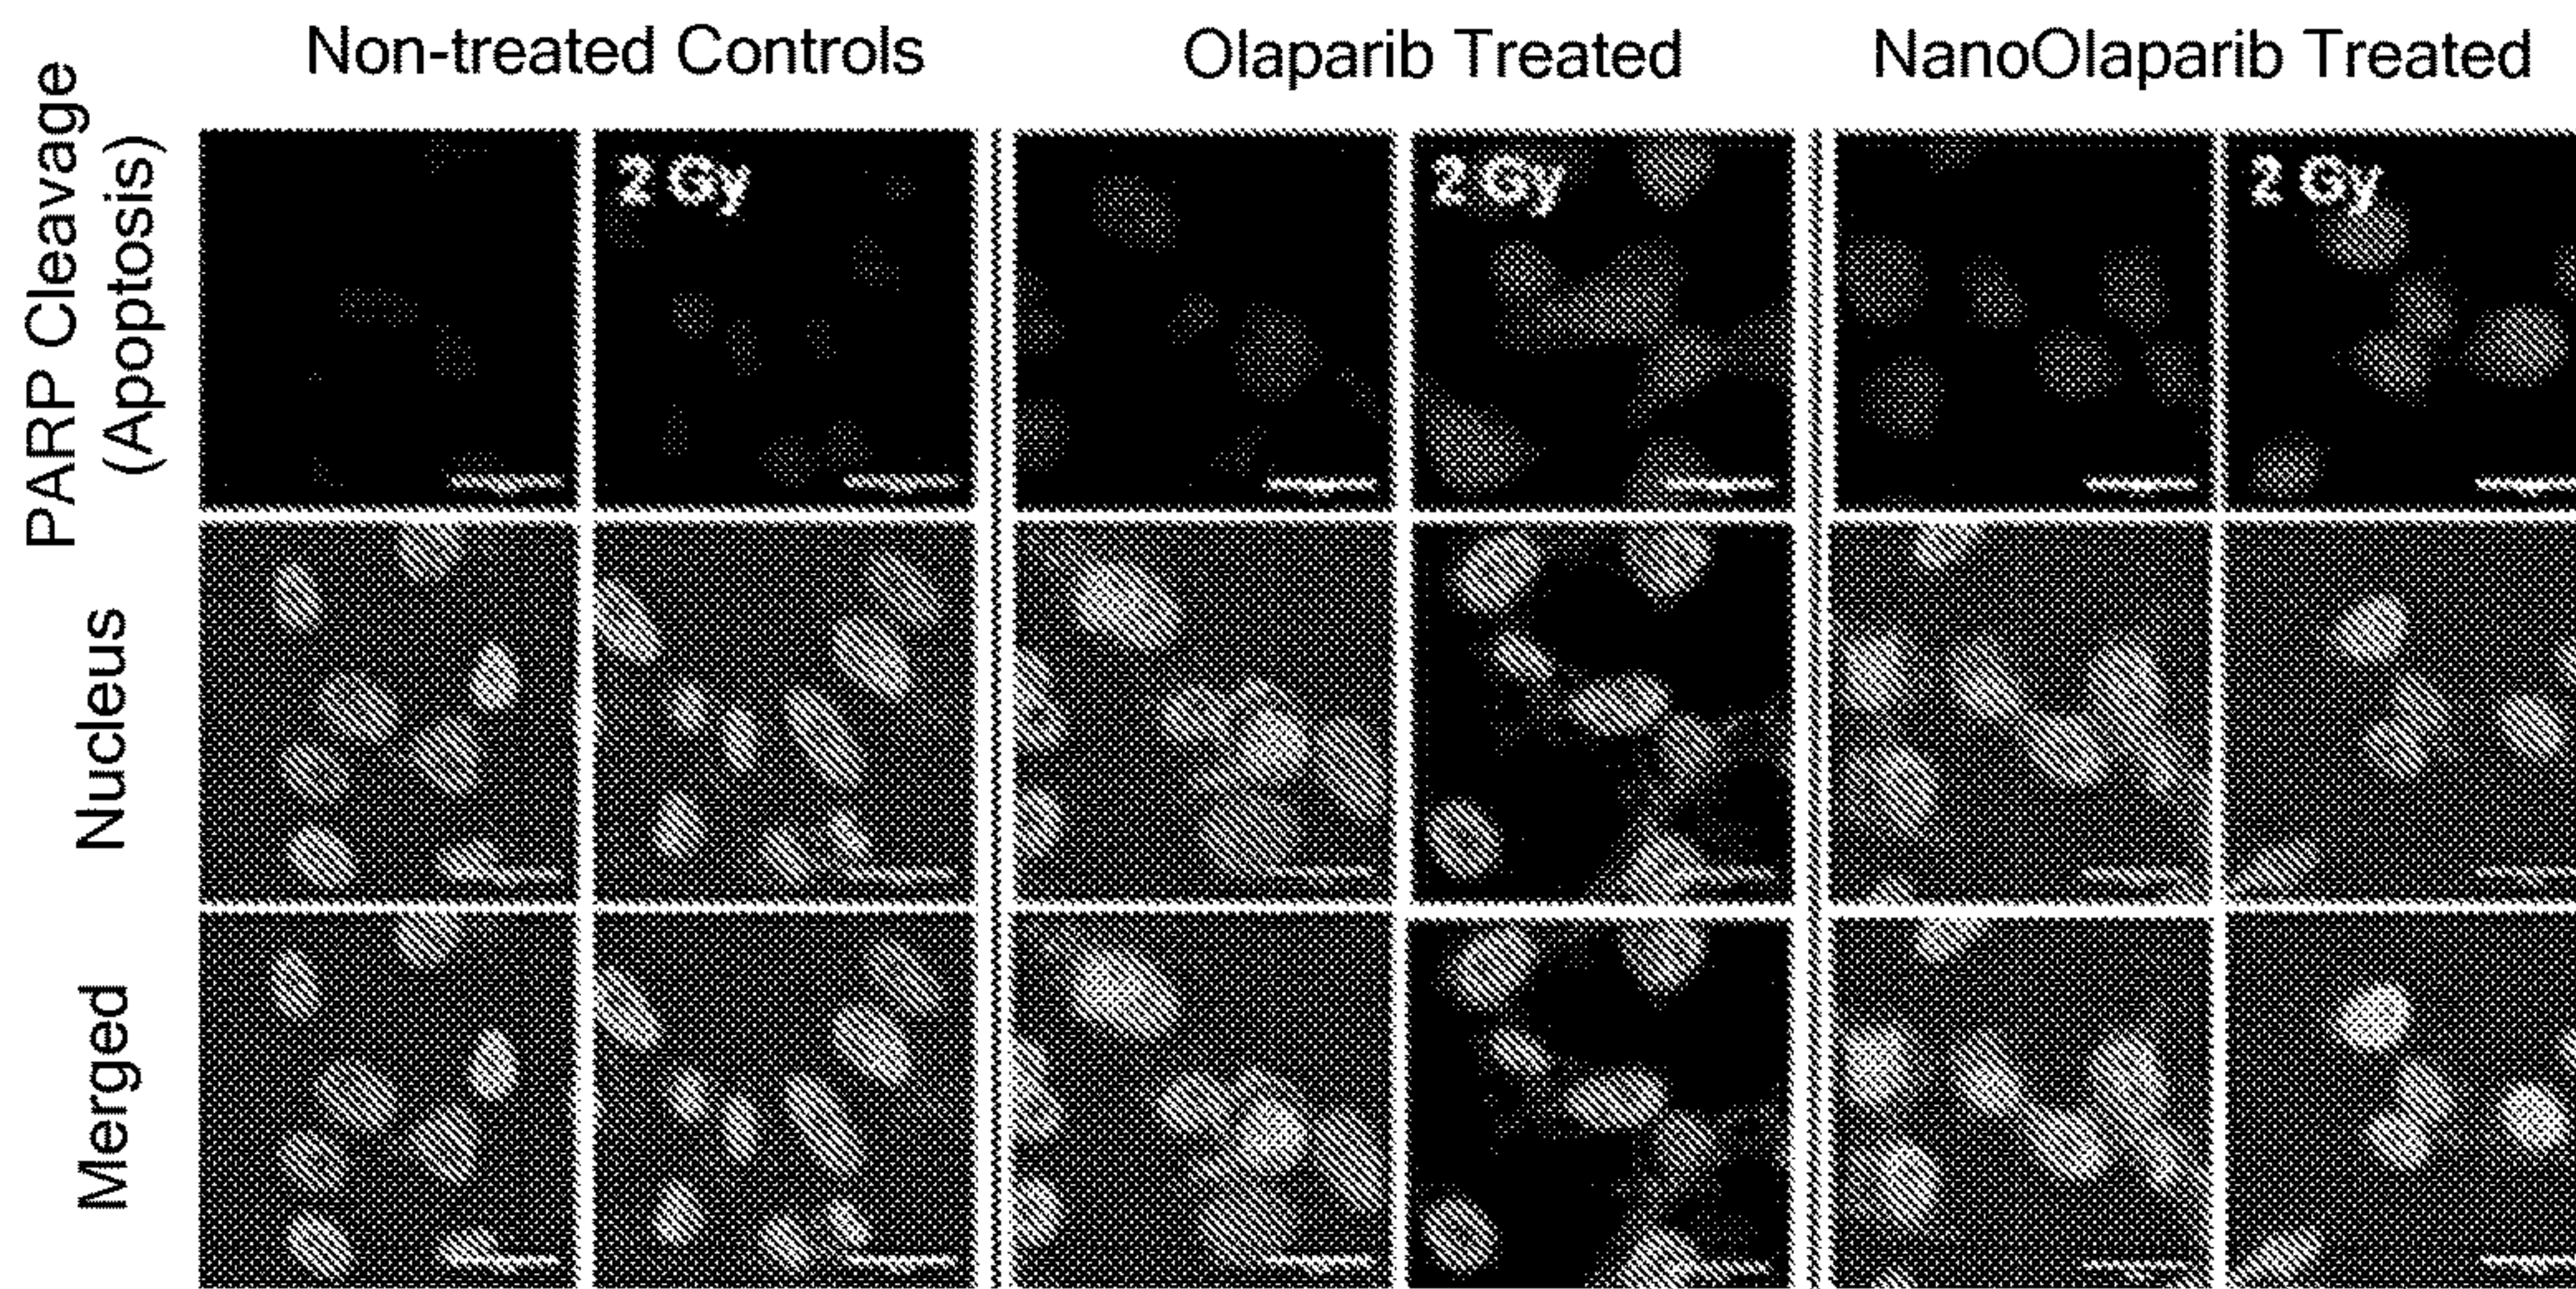 Non-treated Controls
Olaparib Treated
NanoOlaparib Treated
PARP Cleavage
(Apoptosis)
2 Gy
2 Gy
2 Gy
Nucleus
Merged